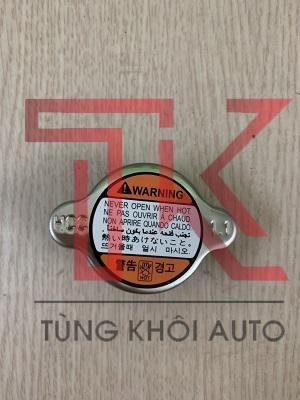 TK
WARNING
NEVER OPEN WHEN HOT
NE PAS OUVRIR À CHAUD
NON APRIRE QUANDO CALDO
熱い時あけないこと。
뜨거울때 열지 마시오.
警告 경고
TÙNG KHÔI AUTO